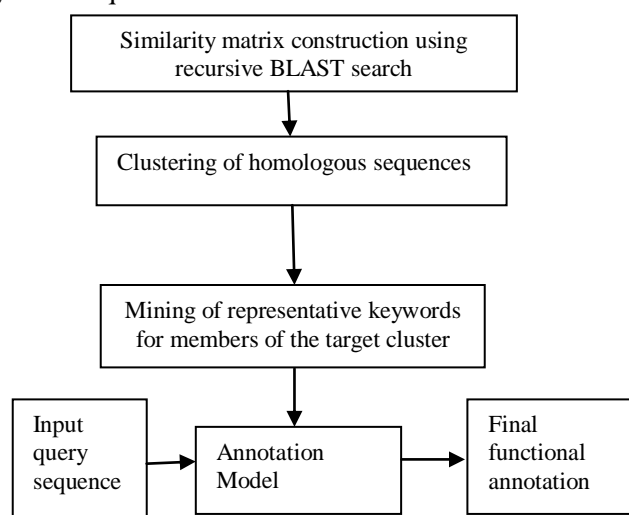 Similarity matrix construction using
recursive BLAST search
Clustering of homologous sequences
Mining of representative keywords
for members of the target cluster
Input
query
sequence
Annotation
Model
Final
functional
annotation